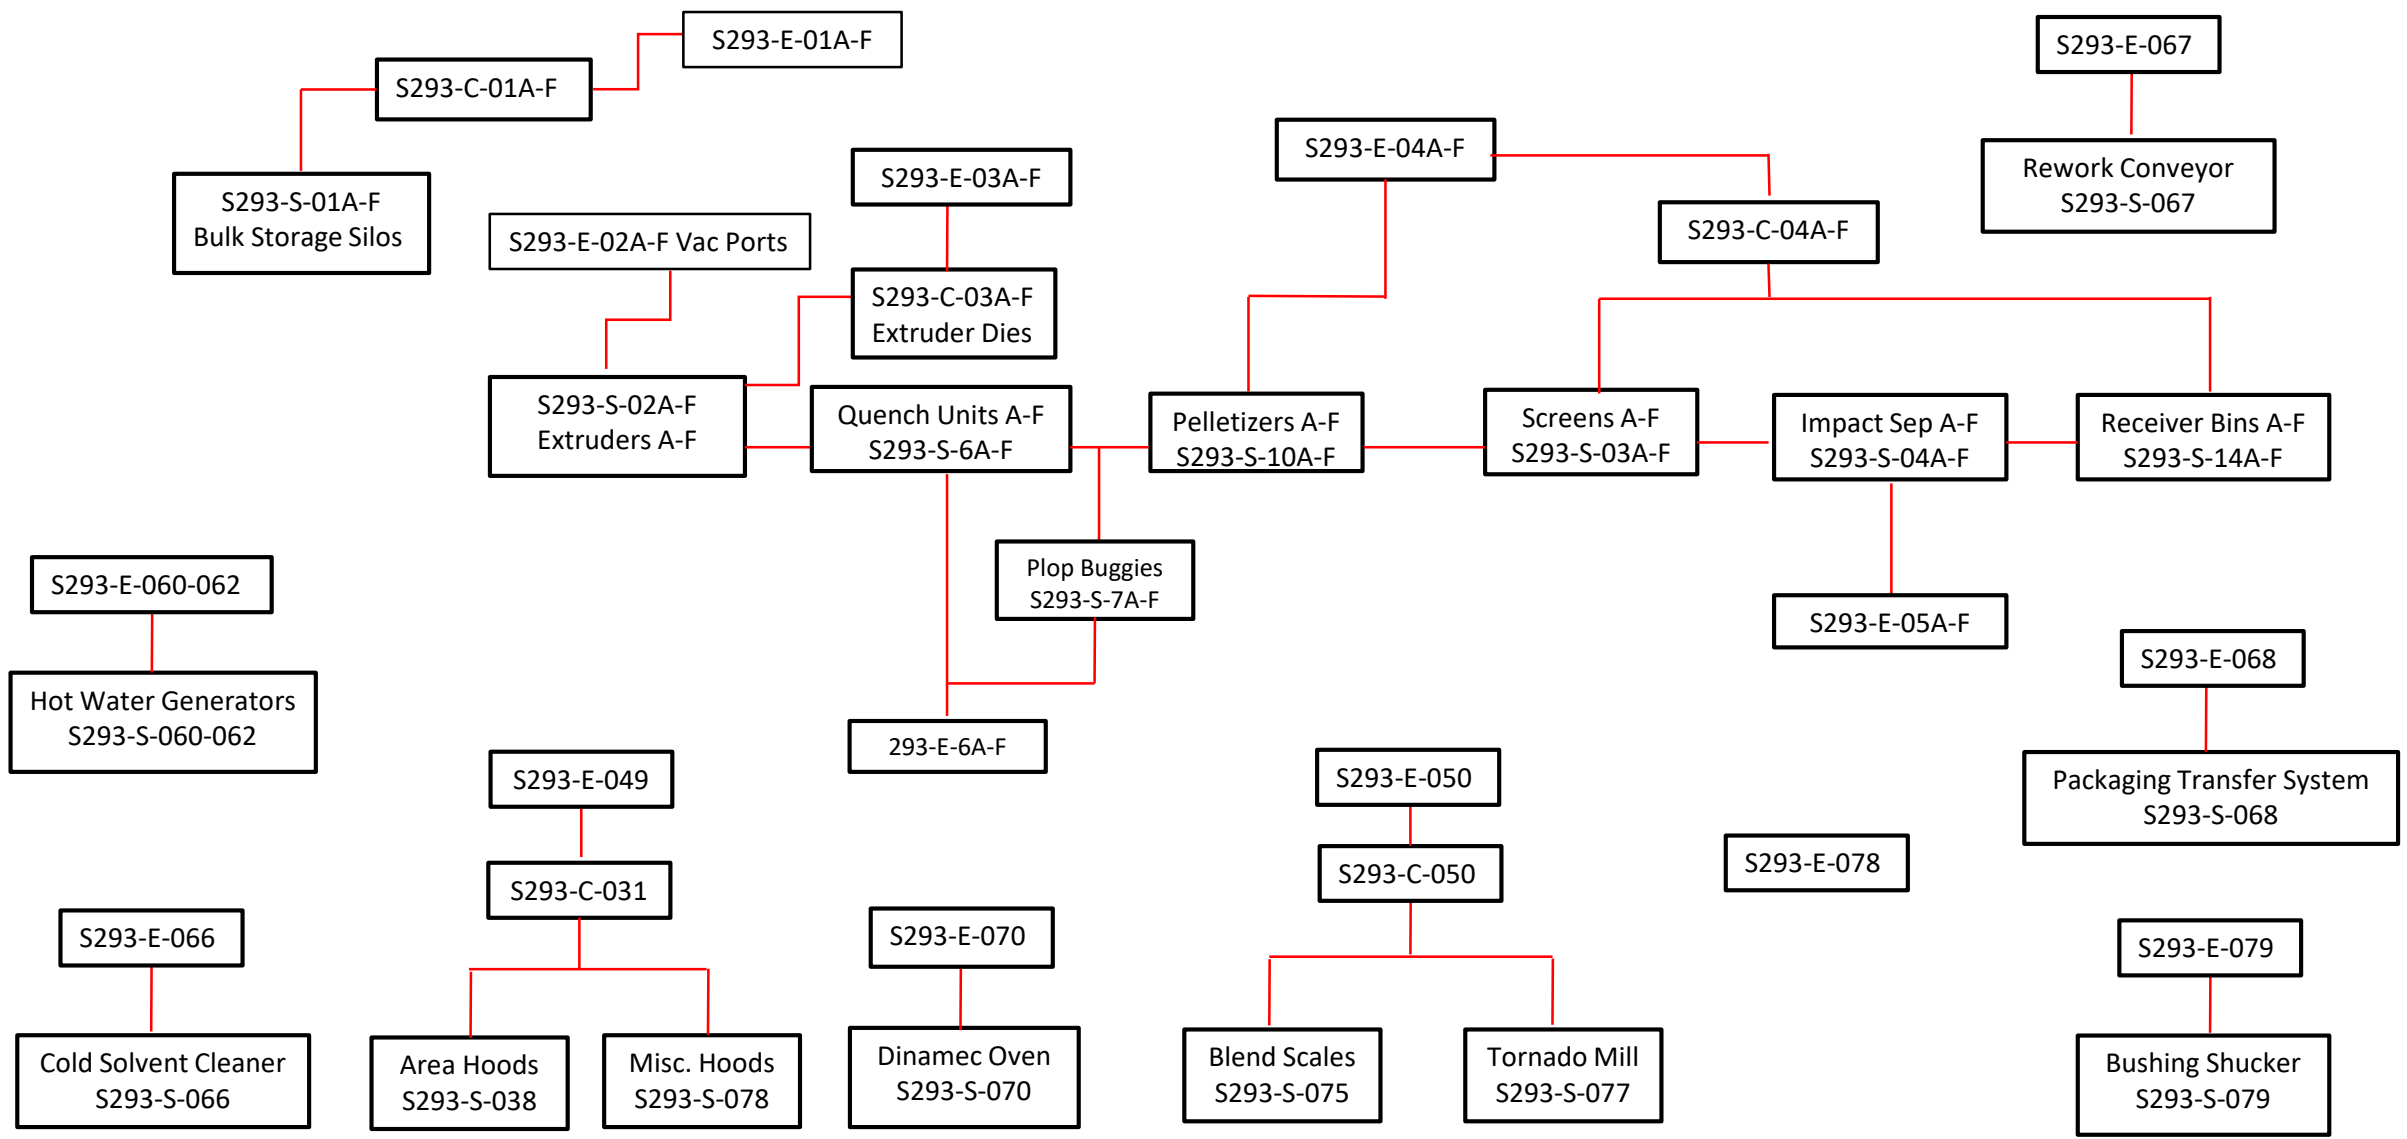 S293-E-01A-F
S293-E-067
S293-C-01A-F
S293-E-04A-F
S293-E-03A-F
Rework Conveyor
S293-S-067
S293-S-01A-F
Bulk Storage Silos
S293-E-02A-F Vac Ports
S293-C-04A-F
S293-C-03A-F
Extruder Dies
S293-S-02A-F
Extruders A-F
Quench Units A-F
S293-S-6A-F
Pelletizers A-F
S293-S-10A-F
Screens A-F
S293-S-03A-F
Impact Sep A-F
S293-S-04A-F
Receiver Bins A-F
S293-S-14A-F
S293-E-060-062
Plop Buggies
S293-S-7A-F
S293-E-05A-F
S293-E-068
Hot Water Generators
S293-S-060-062
293-E-6A-F
S293-E-049
S293-E-050
Packaging Transfer System
S293-S-068
S293-C-031
S293-C-050
S293-E-078
S293-E-066
S293-E-070
S293-E-079
Cold Solvent Cleaner
S293-S-066
Area Hoods
S293-S-038
Misc. Hoods
S293-S-078
Dinamec Oven
S293-S-070
Blend Scales
S293-S-075
Tornado Mill
S293-S-077
Bushing Shucker
S293-S-079